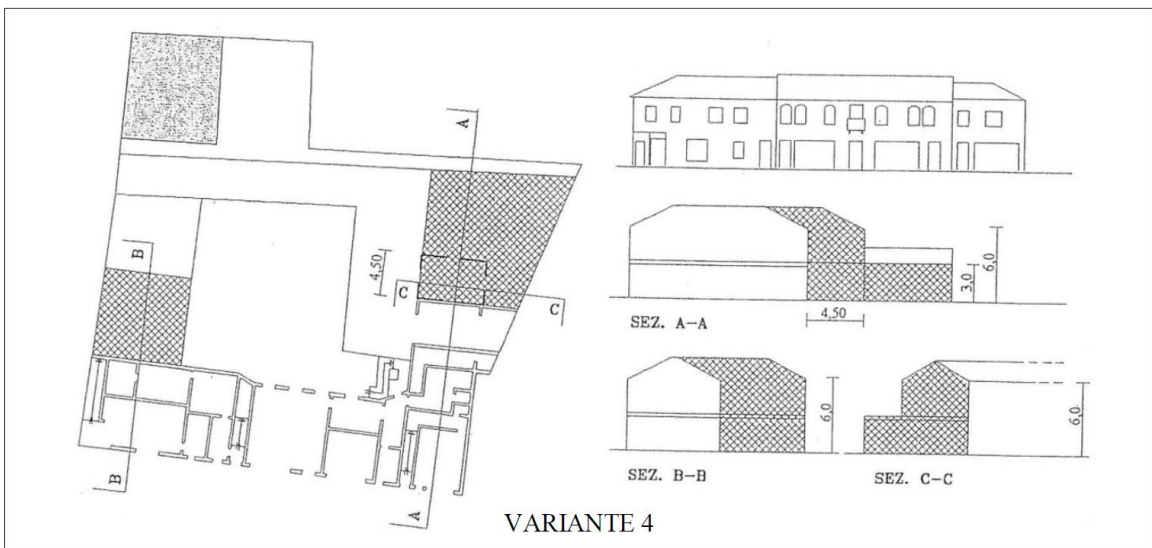 A
B
4,50
C
C
B
A
3,0
6,0
4,50
SEZ. A-A
6,0
6,0
SEZ. B-B
SEZ. C-C
VARIANTE 4